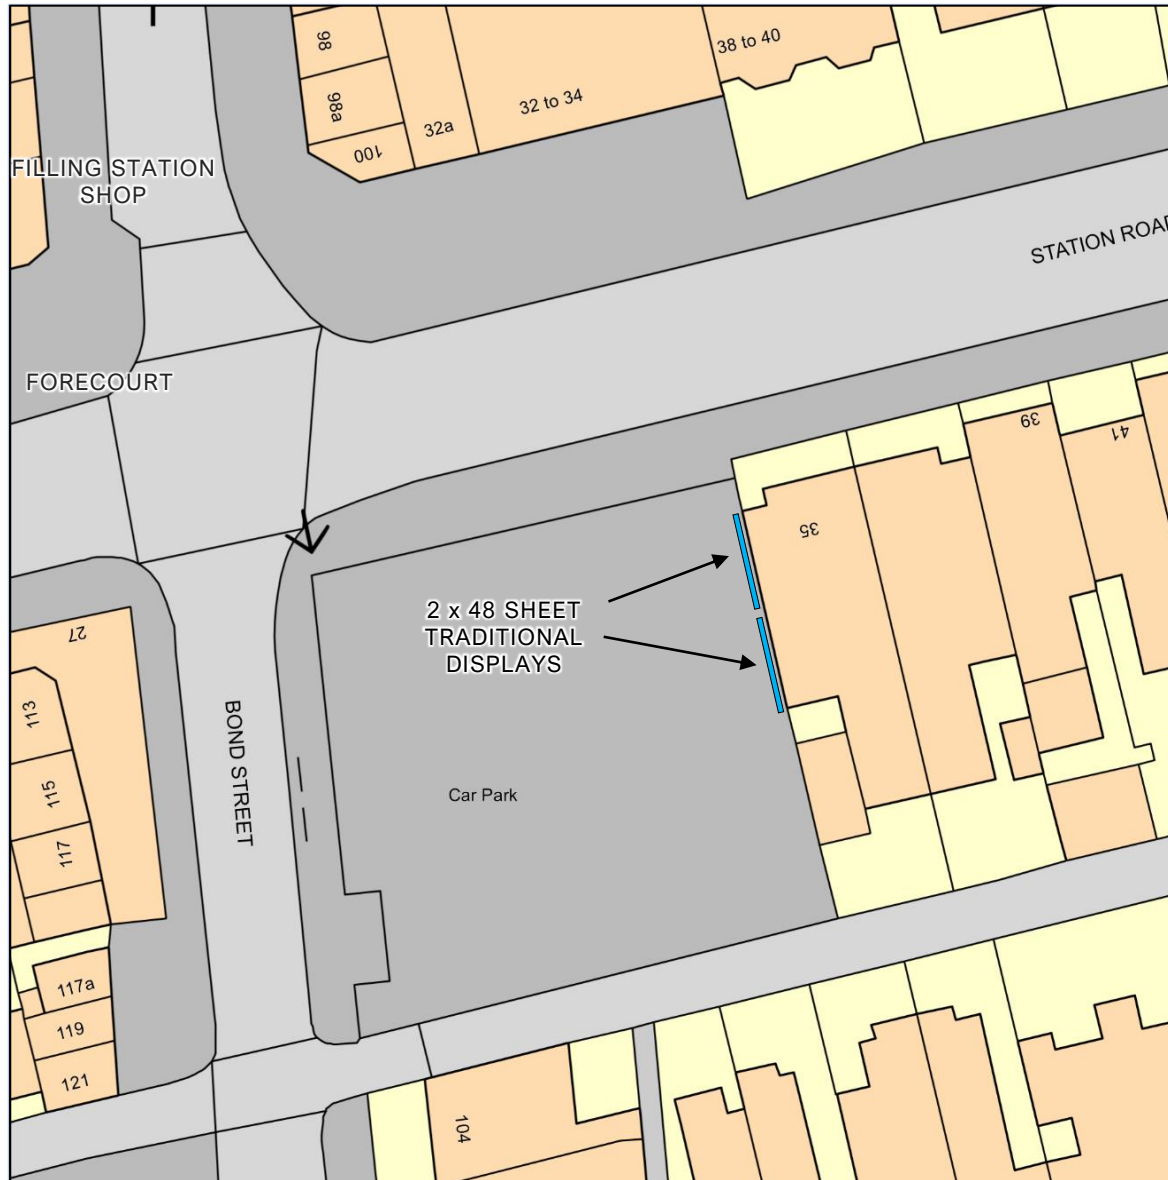 98
98a
100
32a
32 to 34
38 to 40
FILLING STATION
SHOP
STATION ROAD
FORECOURT
39
41
35
2 x 48 SHEET
TRADITIONAL
DISPLAYS
27
113
115
117
BOND STREET
Car Park
117a
119
121
104